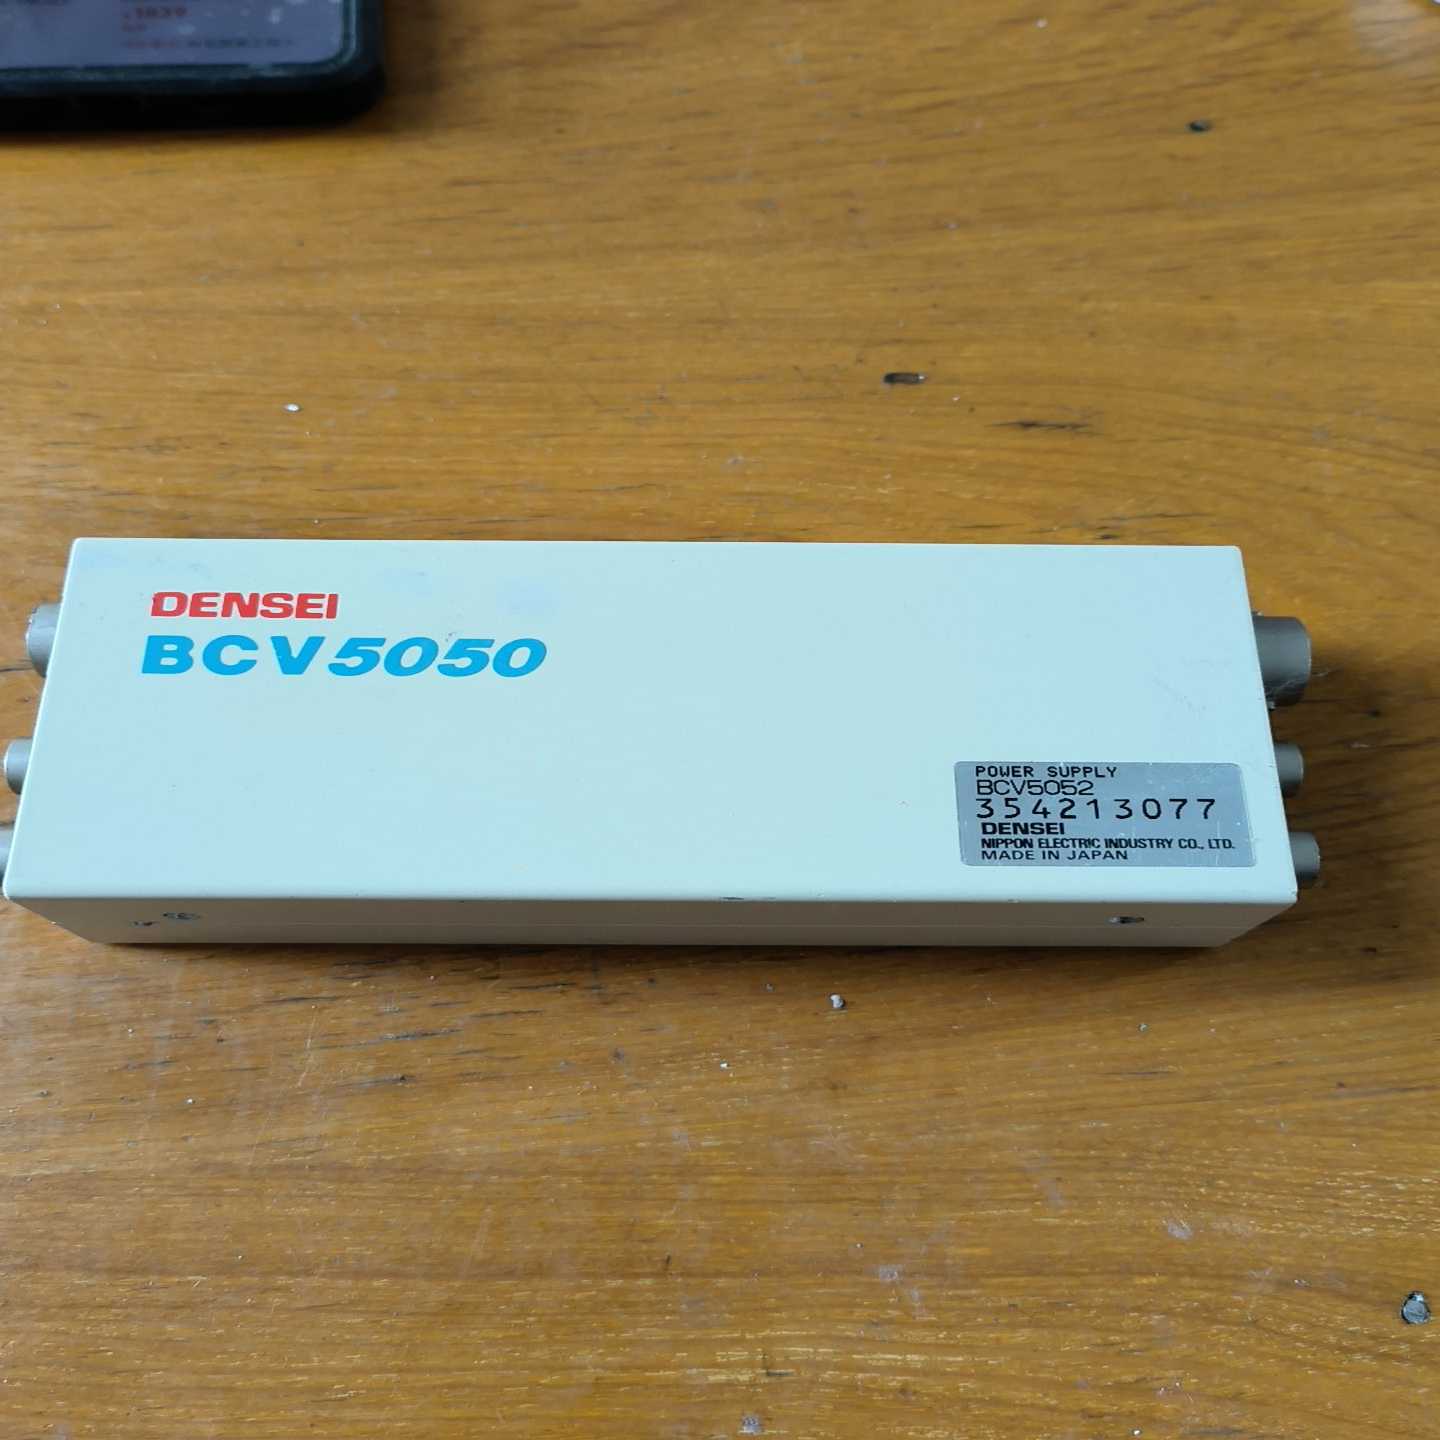 DENSEI
BCV5050
POWER SUPPLY
BCV5052
354213077
DENSEI
NIPPON ELECTRIC INDUSTRY CO., LTD.
MADE IN JAPAN